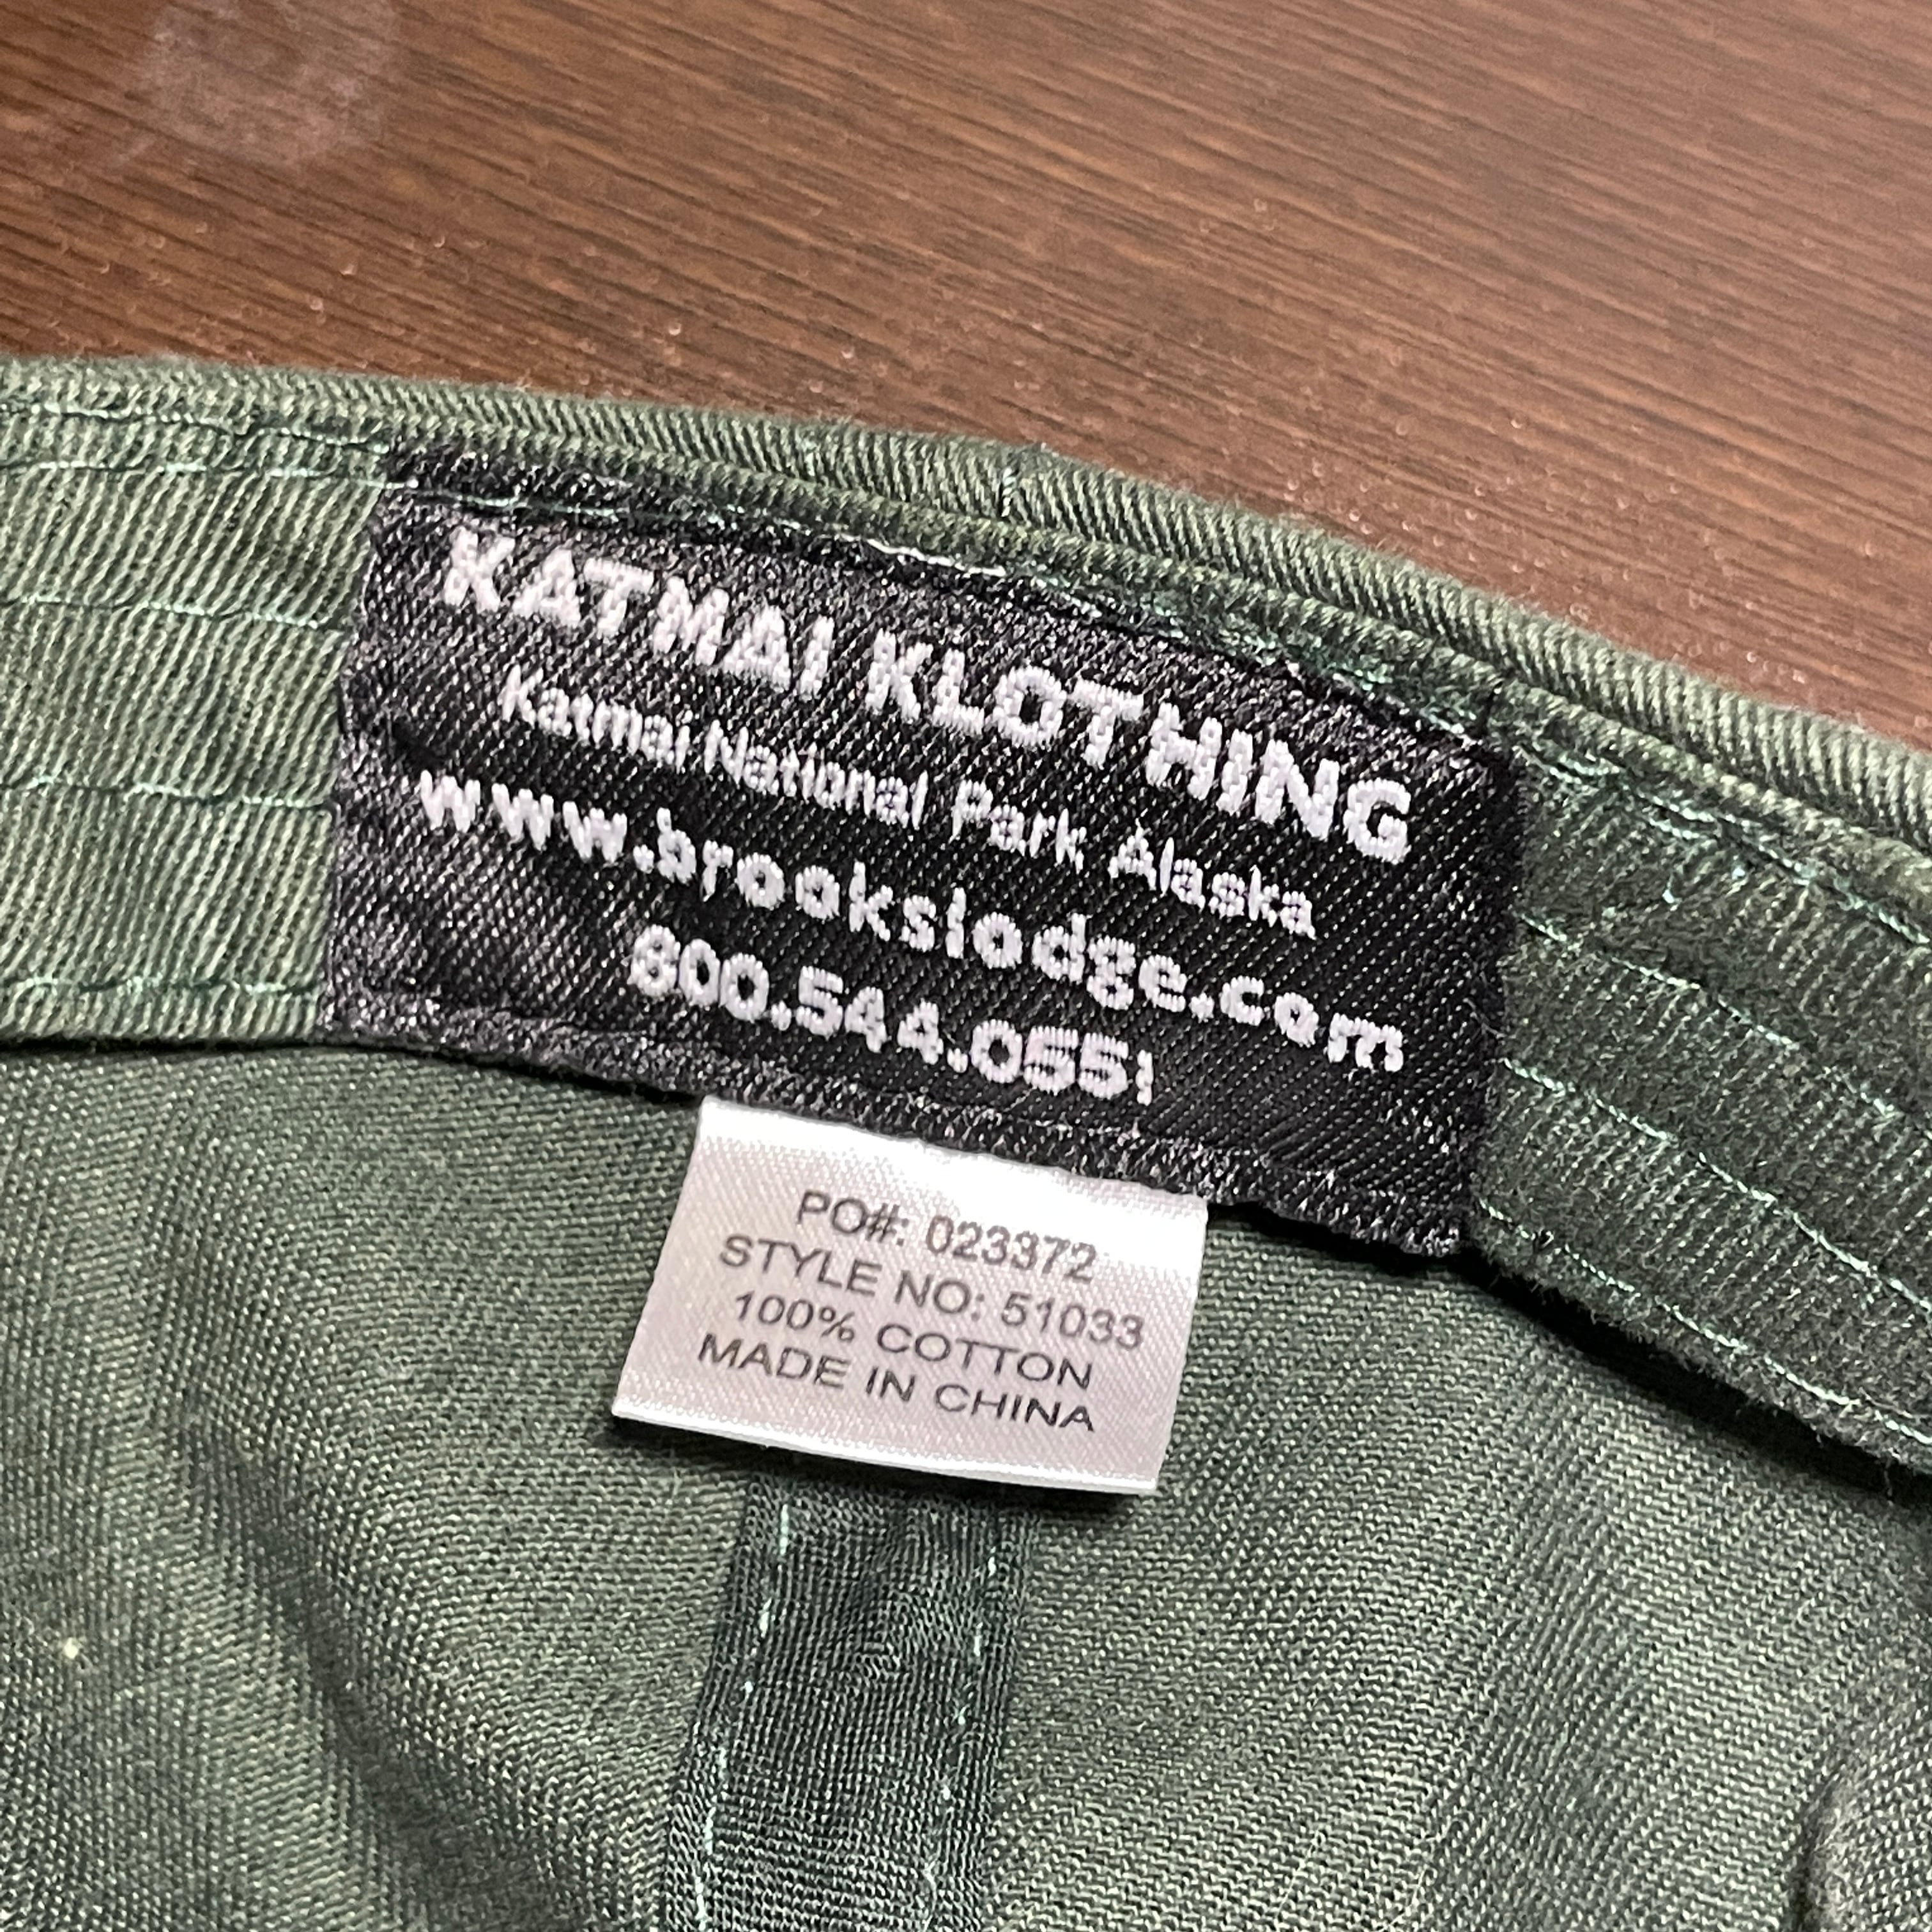 KATMAI KLOTHING
Katmai National Park Alaska
www.brookslodge.com
800.544.0551
PO#: 023372
STYLE NO: 51033
100% COTTON
MADE IN CHINA